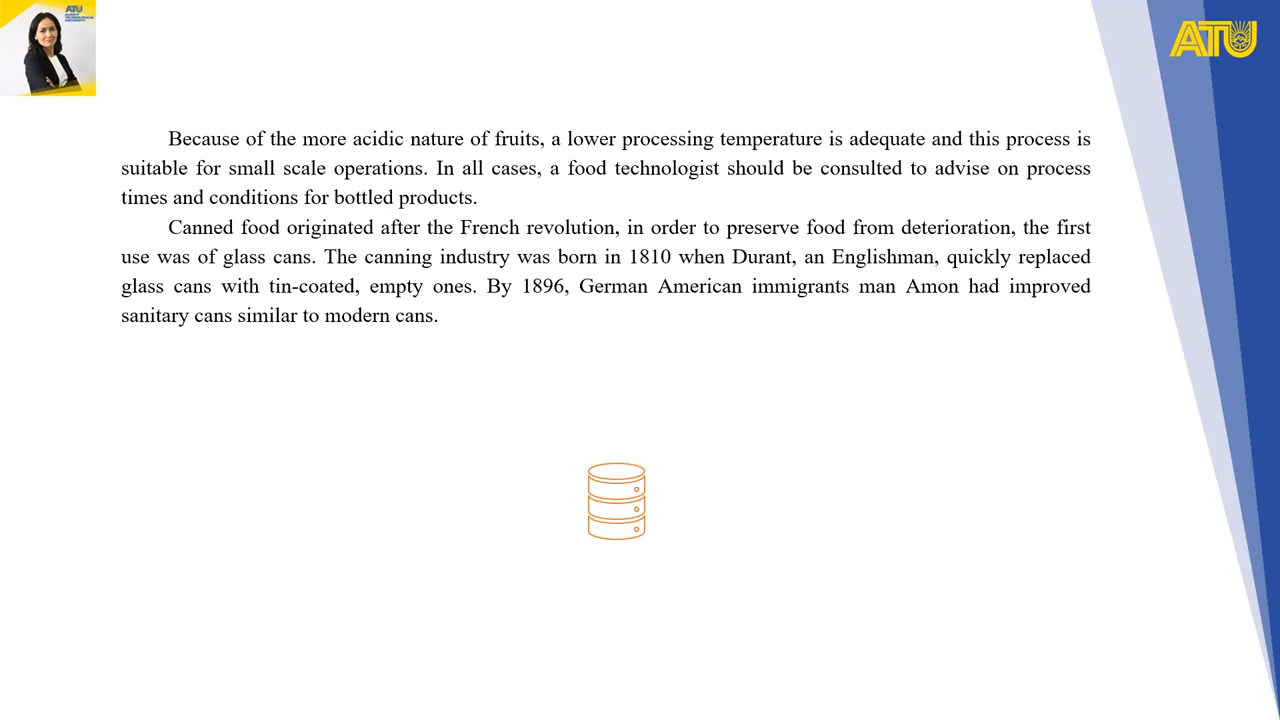 ATU
ALMATY
TECHNOLOGICAL
UNIVERSITY
ATU
Because of the more acidic nature of fruits, a lower processing temperature is adequate and this process is
suitable for small scale operations. In all cases, a food technologist should be consulted to advise on process
times and conditions for bottled products.
Canned food originated after the French revolution, in order to preserve food from deterioration, the first
use was of glass cans. The canning industry was born in 1810 when Durant, an Englishman, quickly replaced
glass cans with tin-coated, empty ones. By 1896, German American immigrants man Amon had improved
sanitary cans similar to modern cans.